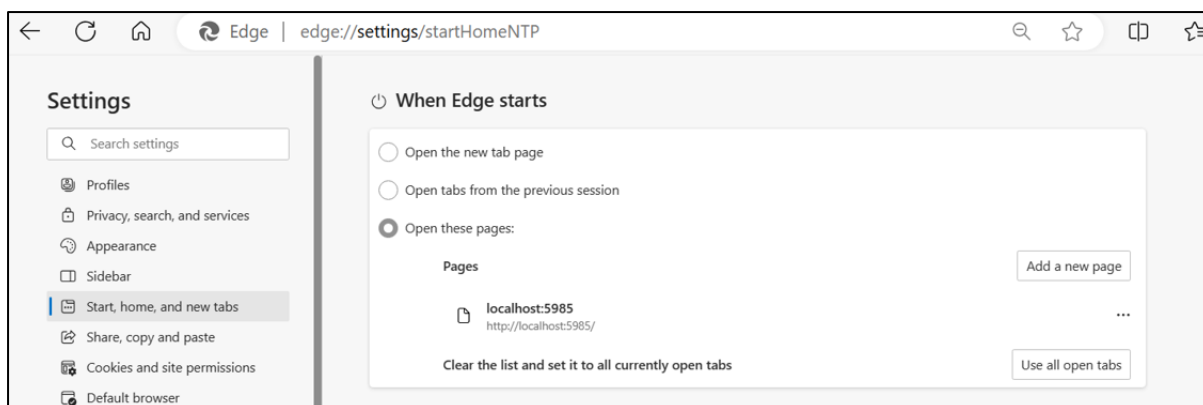 Edge | edge://settings/startHomeNTP
Settings
Search settings
Profiles
Privacy, search, and services
Appearance
Sidebar
Start, home, and new tabs
Share, copy and paste
Cookies and site permissions
Default browser
When Edge starts
Open the new tab page
Open tabs from the previous session
Open these pages:
Pages
Add a new page
localhost:5985
http://localhost:5985/
Clear the list and set it to all currently open tabs
Use all open tabs